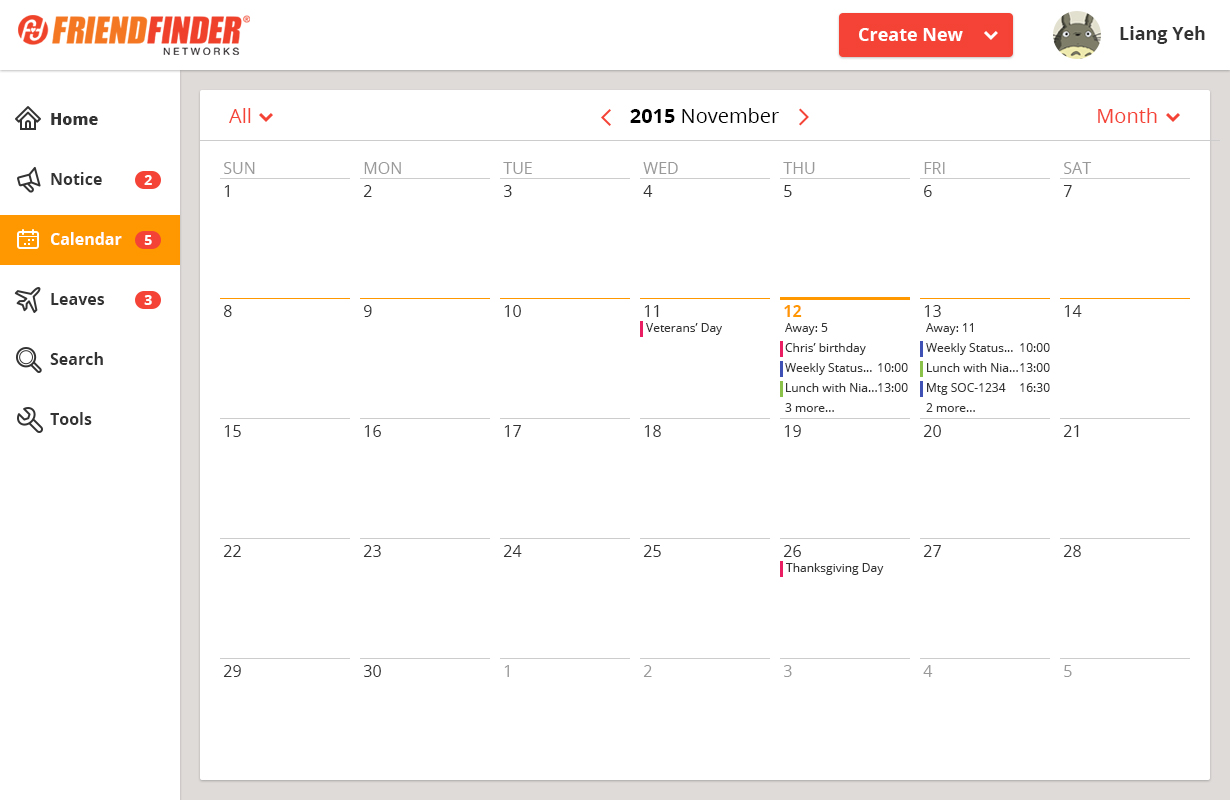 FRIENDFINDER®
NETWORKS
Create New
Liang Yeh
Home
Notice 2
Calendar 5
Leaves 3
Search
Tools
All
2015 November
Month
SUN MON TUE WED THU FRI SAT
1 2 3 4 5 6 7
8 9 10 11 12 13 14
Veterans’ Day
Away: 5
Chris’ birthday
Weekly Status... 10:00
Lunch with Nia...13:00
3 more...
Away: 11
Weekly Status... 10:00
Lunch with Nia...13:00
Mtg SOC-1234 16:30
2 more...
15 16 17 18 19 20 21
22 23 24 25 26 27 28
Thanksgiving Day
29 30 1 2 3 4 5